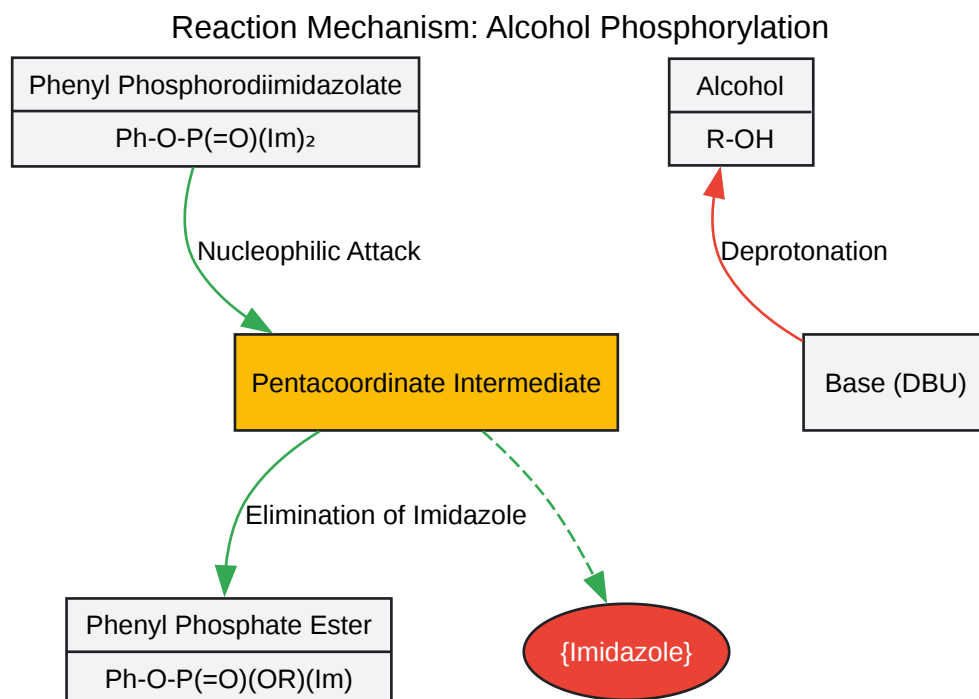 Reaction Mechanism: Alcohol Phosphorylation
Phenyl Phosphorodiimidazolate
Ph-O-P(=O)(Im)₂
Alcohol
R-OH
Nucleophilic Attack
Deprotonation
Pentacoordinate Intermediate
Base (DBU)
Elimination of Imidazole
Phenyl Phosphate Ester
Ph-O-P(=O)(OR)(Im)
{Imidazole}